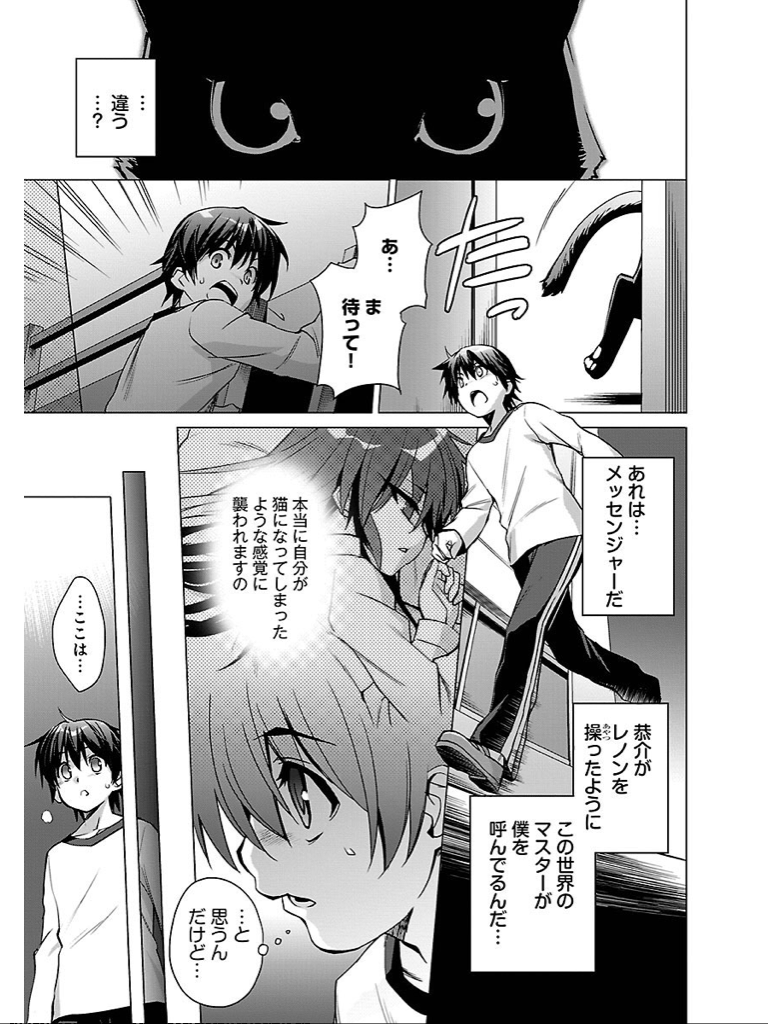 …
違う
…？
タンッ
あ…
ま
待って！
あれは…
メッセンジャーだ
恭介が
レノンを
操ったように
あやつ
この世界の
マスターが
僕を
呼んでるんだ…
本当に自分が
猫になってしまった
ような感覚に
襲われますの
…と
思うん
だけど…
…ここは…